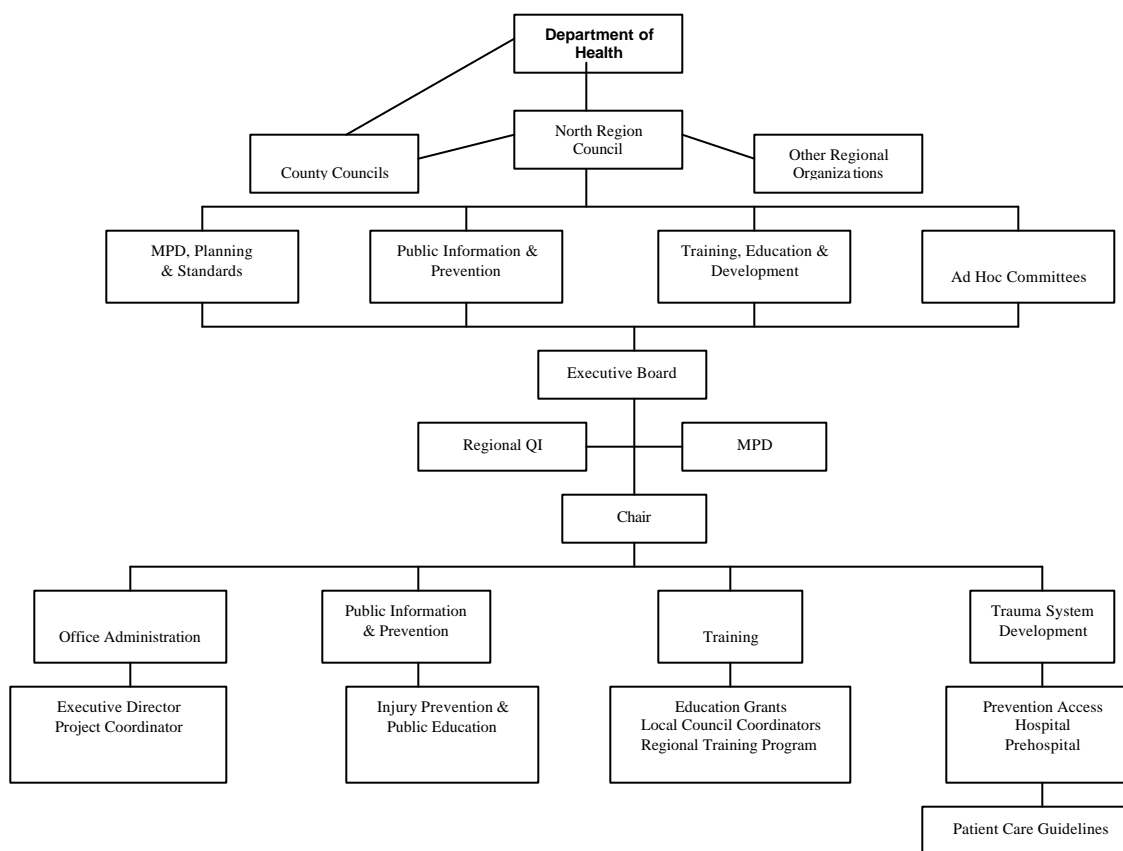 Department of
Health
North Region
Council
County Councils
Other Regional
Organizations
MPD, Planning
& Standards
Public Information &
Prevention
Training, Education &
Development
Ad Hoc Committees
Executive Board
Regional QI
MPD
Chair
Office Administration
Public Information
& Prevention
Training
Trauma System
Development
Executive Director
Project Coordinator
Injury Prevention &
Public Education
Education Grants
Local Council Coordinators
Regional Training Program
Prevention Access
Hospital
Prehospital
Patient Care Guidelines